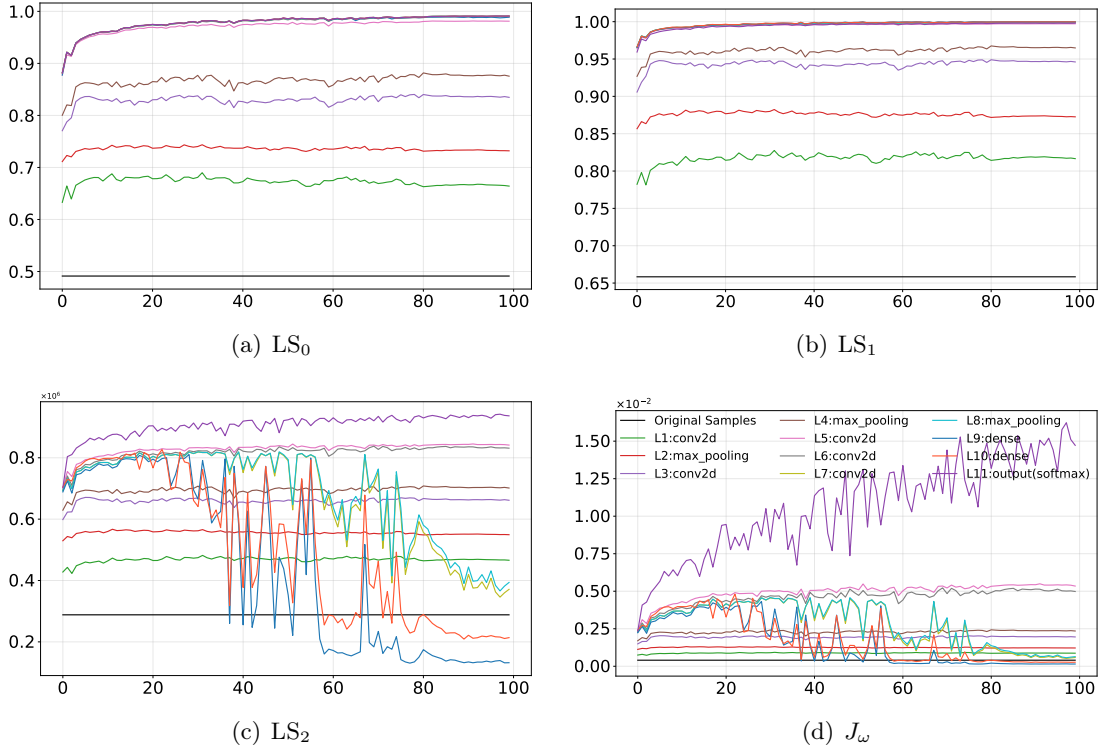 1.0
0.9
0.8
0.7
0.6
0.5
0 20 40 60 80 100
(a) LS₀
1.00
0.95
0.90
0.85
0.80
0.75
0.70
0.65
0 20 40 60 80 100
(b) LS₁
×10⁶
0.8
0.6
0.4
0.2
0 20 40 60 80 100
(c) LS₂
×10⁻²
1.50
1.25
1.00
0.75
0.50
0.25
0.00
0 20 40 60 80 100
Original Samples
L1:conv2d
L2:max_pooling
L3:conv2d
L4:max_pooling
L5:conv2d
L6:conv2d
L7:conv2d
L8:max_pooling
L9:dense
L10:dense
L11:output(softmax)
(d) J_ω